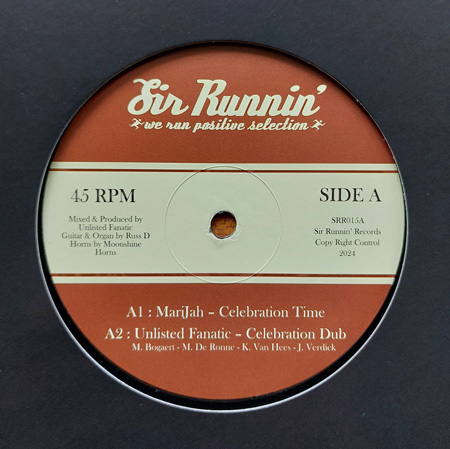 Sir Runnin'
we run positive selection
45 RPM
SIDE A
Mixed & Produced by
Unlisted Fanatic
Guitar & Organ by Russ D
Horns by Moonshine
Horns
SRR015A
Sir Runnin' Records
Copy Right Control
2024
A1 : MariJah – Celebration Time
A2 : Unlisted Fanatic – Celebration Dub
M. Bogaert - M. De Ronne - K. Van Hees - J. Verdick